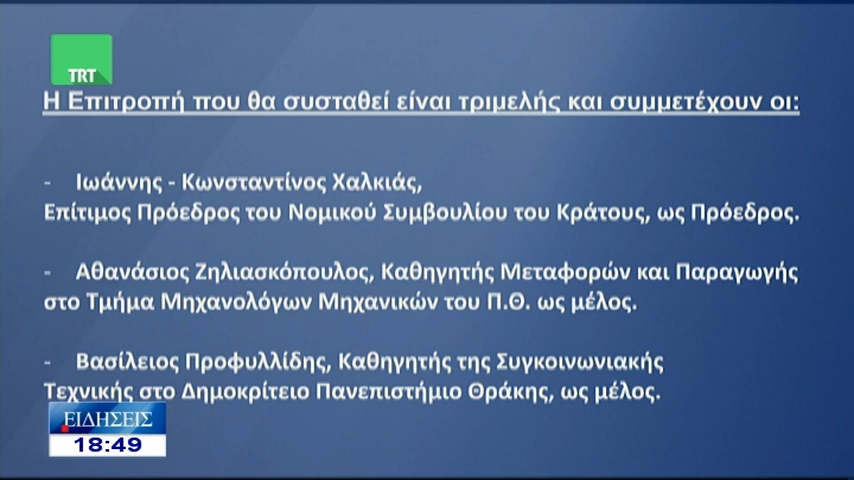 TRT
Η Επιτροπή που θα συσταθεί είναι τριμελής και συμμετέχουν οι:
- Ιωάννης - Κωνσταντίνος Χαλκιάς,
Επίτιμος Πρόεδρος του Νομικού Συμβουλίου του Κράτους, ως Πρόεδρος.
- Αθανάσιος Ζηλιασκόπουλος, Καθηγητής Μεταφορών και Παραγωγής
στο Τμήμα Μηχανολόγων Μηχανικών του Π.Θ. ως μέλος.
- Βασίλειος Προφυλλίδης, Καθηγητής της Συγκοινωνιακής
Τεχνικής στο Δημοκρίτειο Πανεπιστήμιο Θράκης, ως μέλος.
ΕΙΔΗΣΕΙΣ
18:49